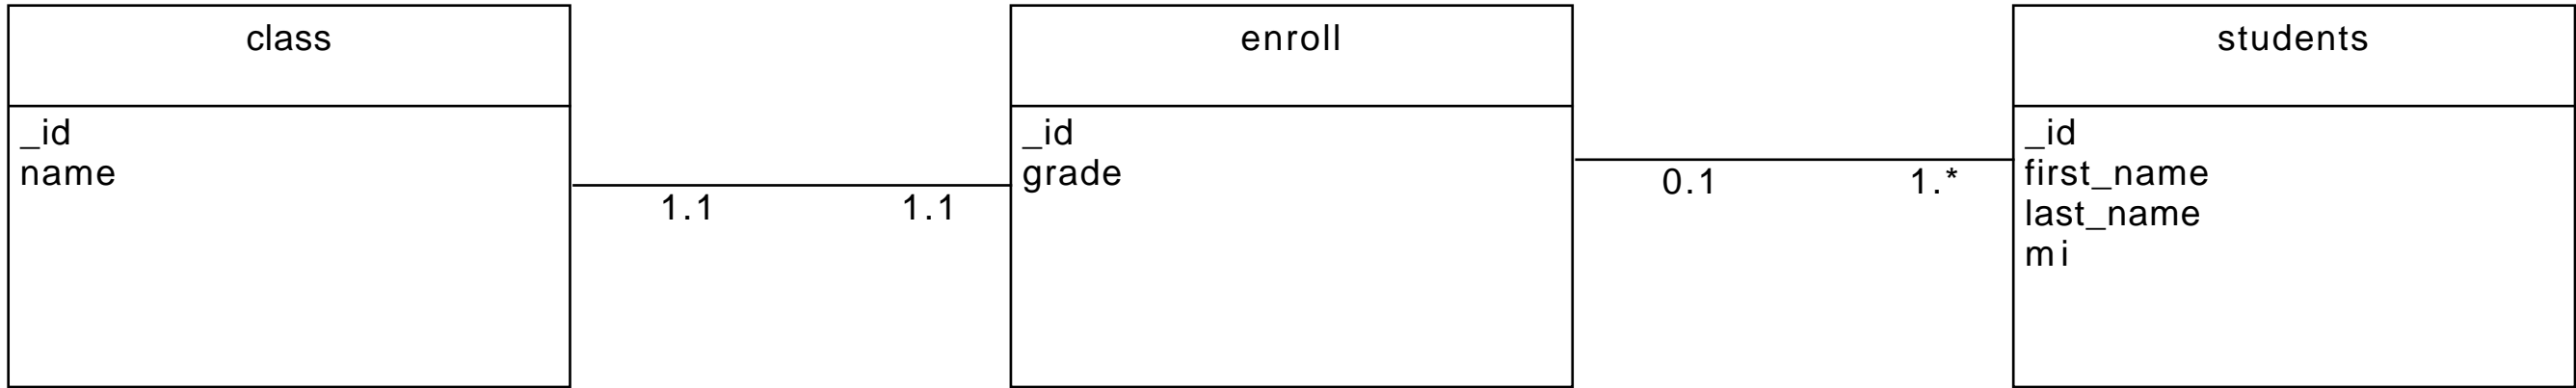 class
_id
name
1.1
1.1
enroll
_id
grade
0.1
1.*
students
_id
first_name
last_name
mi